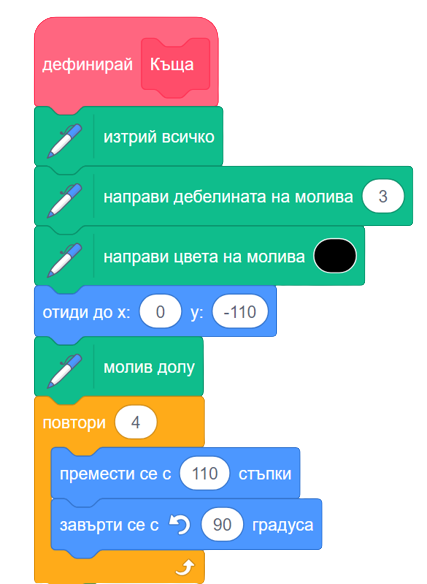 дефинирай Къща
изтрий всичко
направи дебелината на молива 3
направи цвета на молива
отиди до x: 0 y: -110
молив долу
повтори 4
премести се с 110 стъпки
завърти се с 90 градуса